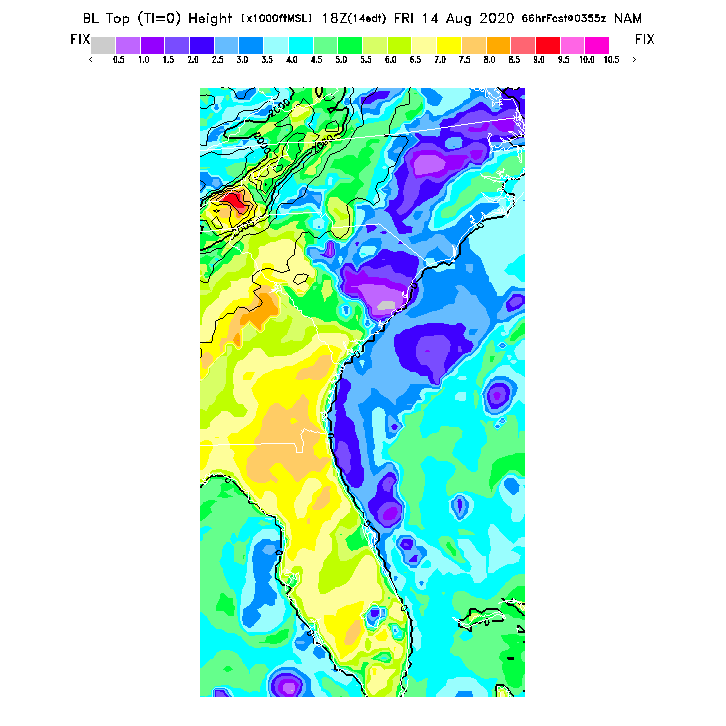 BL Top (TI=0) Height [x1000ftMSL] 18Z(14edt) FRI 14 Aug 2020 66hrFcst@0355z NAM
FIX FIX
< 0.5 1.0 1.5 2.0 2.5 3.0 3.5 4.0 4.5 5.0 5.5 6.0 6.5 7.0 7.5 8.0 8.5 9.0 9.5 10.0 10.5 >
2000
2000